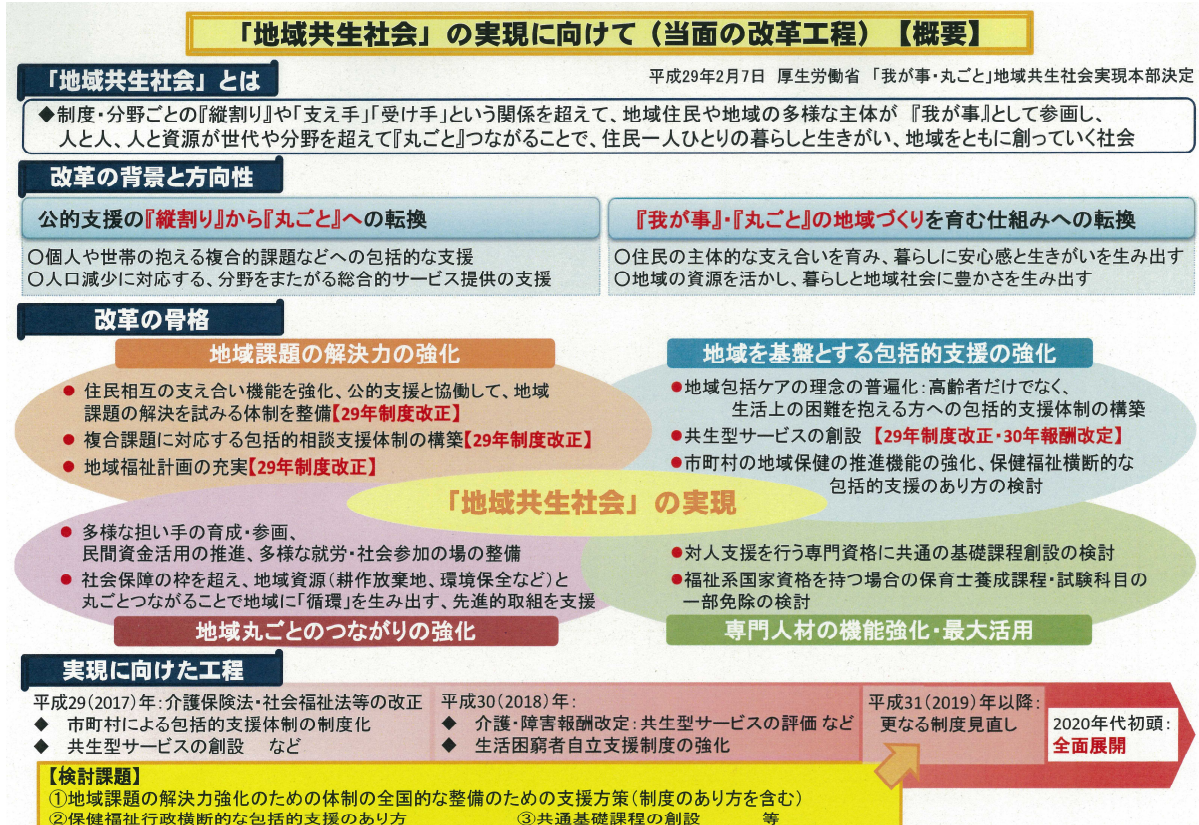 「地域共生社会」の実現に向けて（当面の改革工程）【概要】
「地域共生社会」とは
平成29年2月7日 厚生労働省 「我が事・丸ごと」地域共生社会実現本部決定
◆制度・分野ごとの『縦割り』や「支え手」「受け手」という関係を超えて、地域住民や地域の多様な主体が 『我が事』として参画し、
人と人、人と資源が世代や分野を超えて『丸ごと』つながることで、住民一人ひとりの暮らしと生きがい、地域をともに創っていく社会
改革の背景と方向性
公的支援の『縦割り』から『丸ごと』への転換
○個人や世帯の抱える複合的課題などへの包括的な支援
○人口減少に対応する、分野をまたがる総合的サービス提供の支援
『我が事』・『丸ごと』の地域づくりを育む仕組みへの転換
○住民の主体的な支え合いを育み、暮らしに安心感と生きがいを生み出す
○地域の資源を活かし、暮らしと地域社会に豊かさを生み出す
改革の骨格
地域課題の解決力の強化
● 住民相互の支え合い機能を強化、公的支援と協働して、地域
課題の解決を試みる体制を整備【29年制度改正】
● 複合課題に対応する包括的相談支援体制の構築【29年制度改正】
● 地域福祉計画の充実【29年制度改正】
地域を基盤とする包括的支援の強化
●地域包括ケアの理念の普遍化：高齢者だけでなく、
生活上の困難を抱える方への包括的支援体制の構築
●共生型サービスの創設 【29年制度改正・30年報酬改定】
●市町村の地域保健の推進機能の強化、保健福祉横断的な
包括的支援のあり方の検討
「地域共生社会」の実現
● 多様な担い手の育成・参画、
民間資金活用の推進、多様な就労・社会参加の場の整備
● 社会保障の枠を超え、地域資源（耕作放棄地、環境保全など）と
丸ごとつながることで地域に「循環」を生み出す、先進的取組を支援
地域丸ごとのつながりの強化
●対人支援を行う専門資格に共通の基礎課程創設の検討
●福祉系国家資格を持つ場合の保育士養成課程・試験科目の
一部免除の検討
専門人材の機能強化・最大活用
実現に向けた工程
平成29（2017）年：介護保険法・社会福祉法等の改正
◆ 市町村による包括的支援体制の制度化
◆ 共生型サービスの創設 など
平成30（2018）年：
◆ 介護・障害報酬改定：共生型サービスの評価 など
◆ 生活困窮者自立支援制度の強化
平成31（2019）年以降：
更なる制度見直し
2020年代初頭：
全面展開
【検討課題】
①地域課題の解決力強化のための体制の全国的な整備のための支援方策（制度のあり方を含む）
②保健福祉行政横断的な包括的支援のあり方 ③共通基礎課程の創設 等